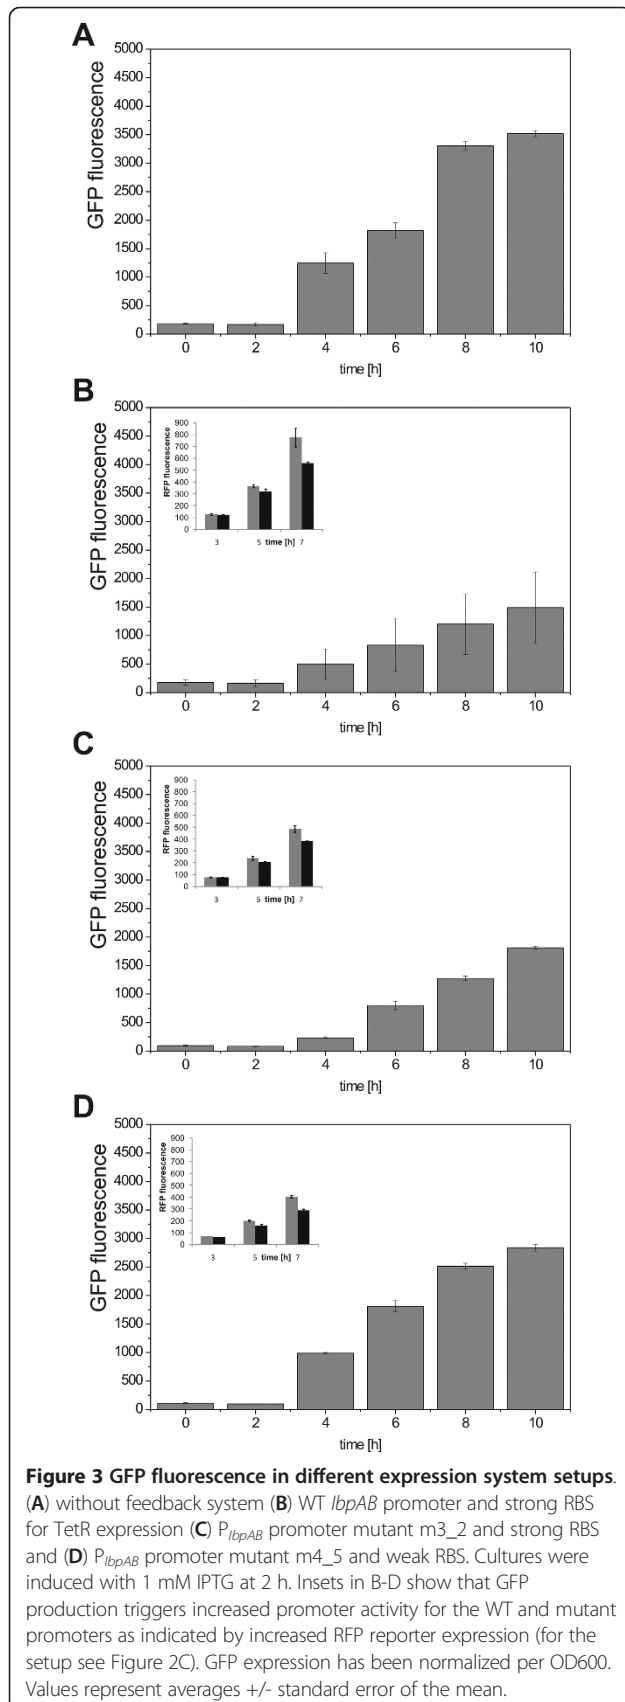 A
GFP fluorescence
5000
4500
4000
3500
3000
2500
2000
1500
1000
500
0
0 2 4 6 8 10
time [h]
B
GFP fluorescence
5000
4500
4000
3500
3000
2500
2000
1500
1000
500
0
RFP fluorescence
900
800
700
600
500
400
300
200
100
0
3 5 time [h] 7
0 2 4 6 8 10
time [h]
C
GFP fluorescence
5000
4500
4000
3500
3000
2500
2000
1500
1000
500
0
RFP fluorescence
900
800
700
600
500
400
300
200
100
0
3 5 time [h] 7
0 2 4 6 8 10
time [h]
D
GFP fluorescence
5000
4500
4000
3500
3000
2500
2000
1500
1000
500
0
RFP fluorescence
900
800
700
600
500
400
300
200
100
0
3 5 time [h] 7
0 2 4 6 8 10
time [h]
Figure 3 GFP fluorescence in different expression system setups.
(A) without feedback system (B) WT IbpAB promoter and strong RBS
for TetR expression (C) PIbpAB promoter mutant m3_2 and strong RBS
and (D) PIbpAB promoter mutant m4_5 and weak RBS. Cultures were
induced with 1 mM IPTG at 2 h. Insets in B-D show that GFP
production triggers increased promoter activity for the WT and mutant
promoters as indicated by increased RFP reporter expression (for the
setup see Figure 2C). GFP expression has been normalized per OD600.
Values represent averages +/- standard error of the mean.